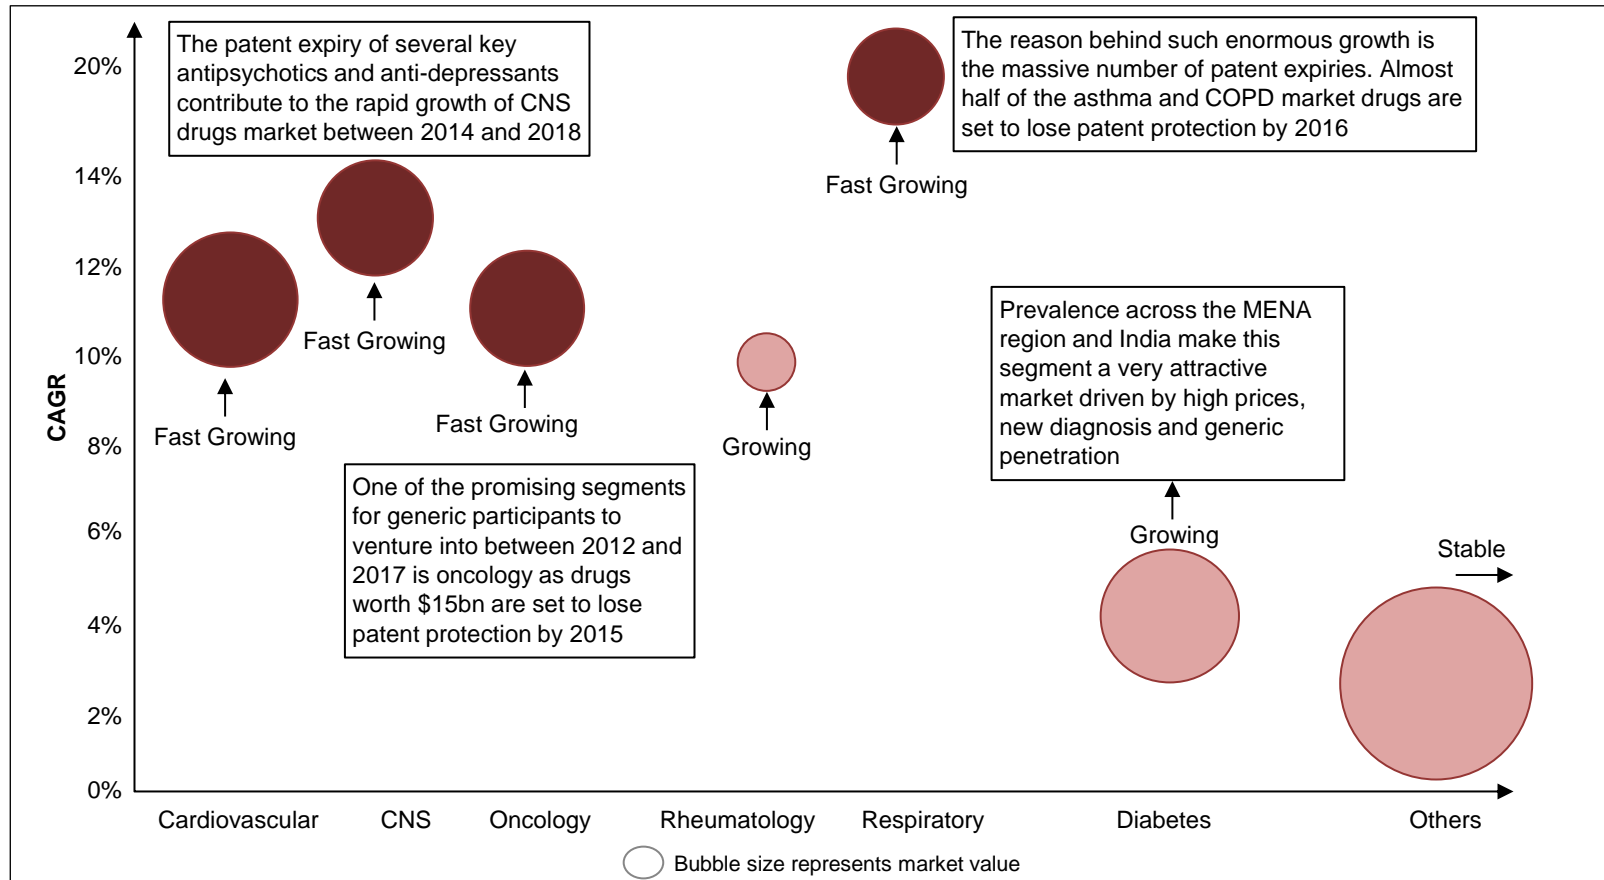 The patent expiry of several key
antipsychotics and anti-depressants
contribute to the rapid growth of CNS
drugs market between 2014 and 2018
The reason behind such enormous growth is
the massive number of patent expiries. Almost
half of the asthma and COPD market drugs are
set to lose patent protection by 2016
20%
14%
12%
10%
8%
6%
4%
2%
0%
CAGR
Fast Growing
Fast Growing
Fast Growing
Fast Growing
Growing
Prevalence across the MENA
region and India make this
segment a very attractive
market driven by high prices,
new diagnosis and generic
penetration
One of the promising segments
for generic participants to
venture into between 2012 and
2017 is oncology as drugs
worth $15bn are set to lose
patent protection by 2015
Growing
Stable
Cardiovascular
CNS
Oncology
Rheumatology
Respiratory
Diabetes
Others
Bubble size represents market value